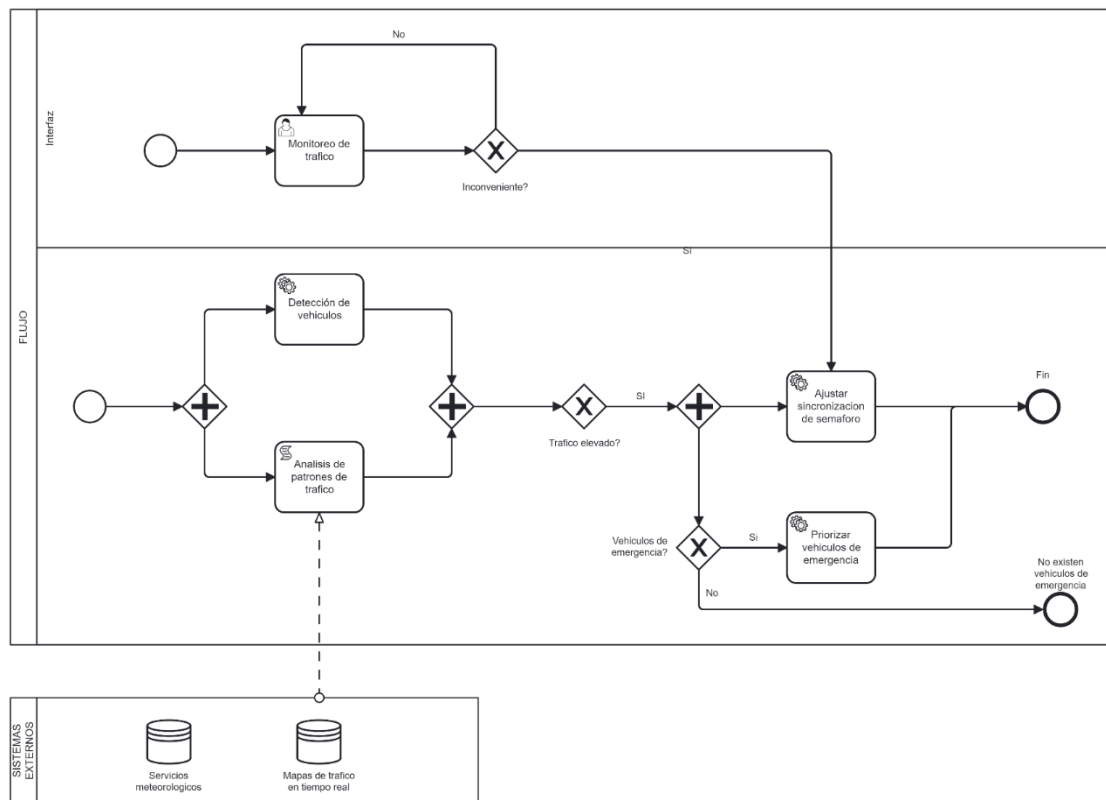 No
Interfaz
Monitoreo de
trafico
Inconveniente?
SI
FLUJO
Detección de
vehiculos
Analisis de
patrones de
trafico
Trafico elevado?
SI
Ajustar
sincronizacion
de semaforo
Fin
Vehiculos de
emergencia?
Si
Priorizar
vehiculos de
emergencia
No
No existen
vehiculos de
emergencia
SISTEMAS
EXTERNOS
Servicios
meteorologicos
Mapas de trafico
en tiempo real